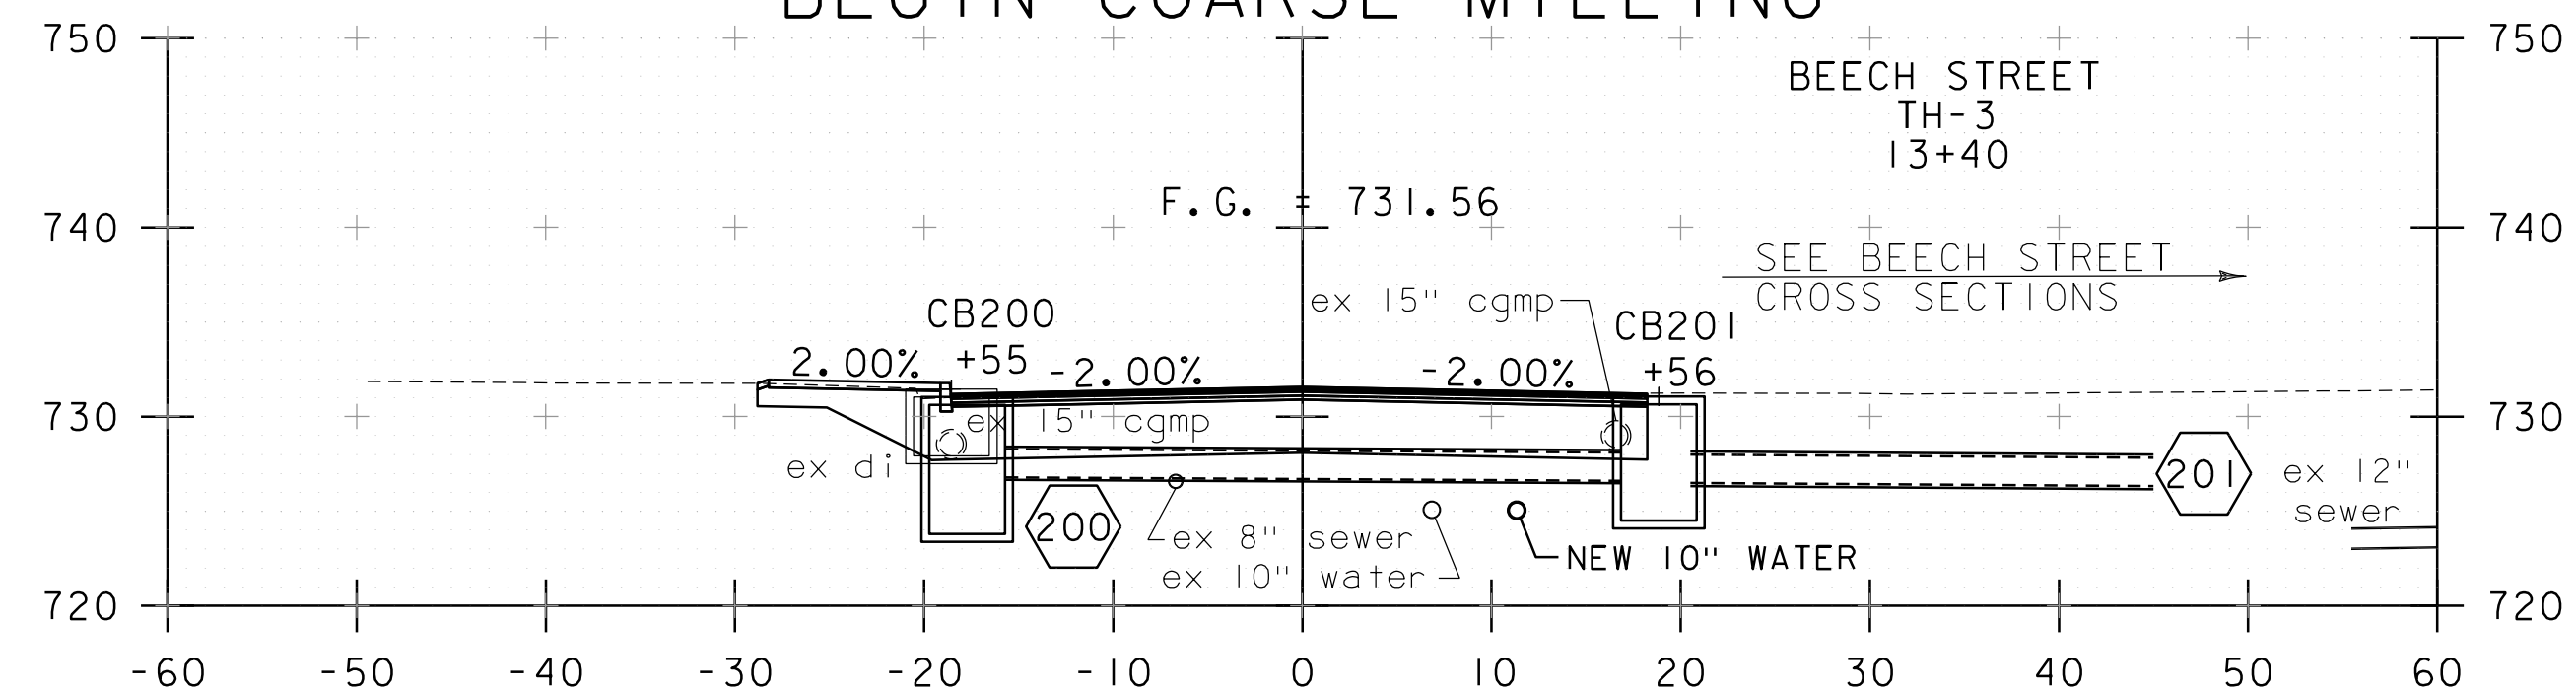 BEGIN COARSE MILLING
750
750
BEECH STREET
TH-3
13+40
F.G. = 731.56
740
740
SEE BEECH STREET
CROSS SECTIONS
ex 15" cgmp
CB200
+55
CB201
+56
2.00%
-2.00%
-2.00%
730
730
ex 15" cgmp
ex di
200
201
ex 12"
sewer
ex 8" sewer
ex 10" water
NEW 10" WATER
720
720
-60 -50 -40 -30 -20 -10 0 10 20 30 40 50 60